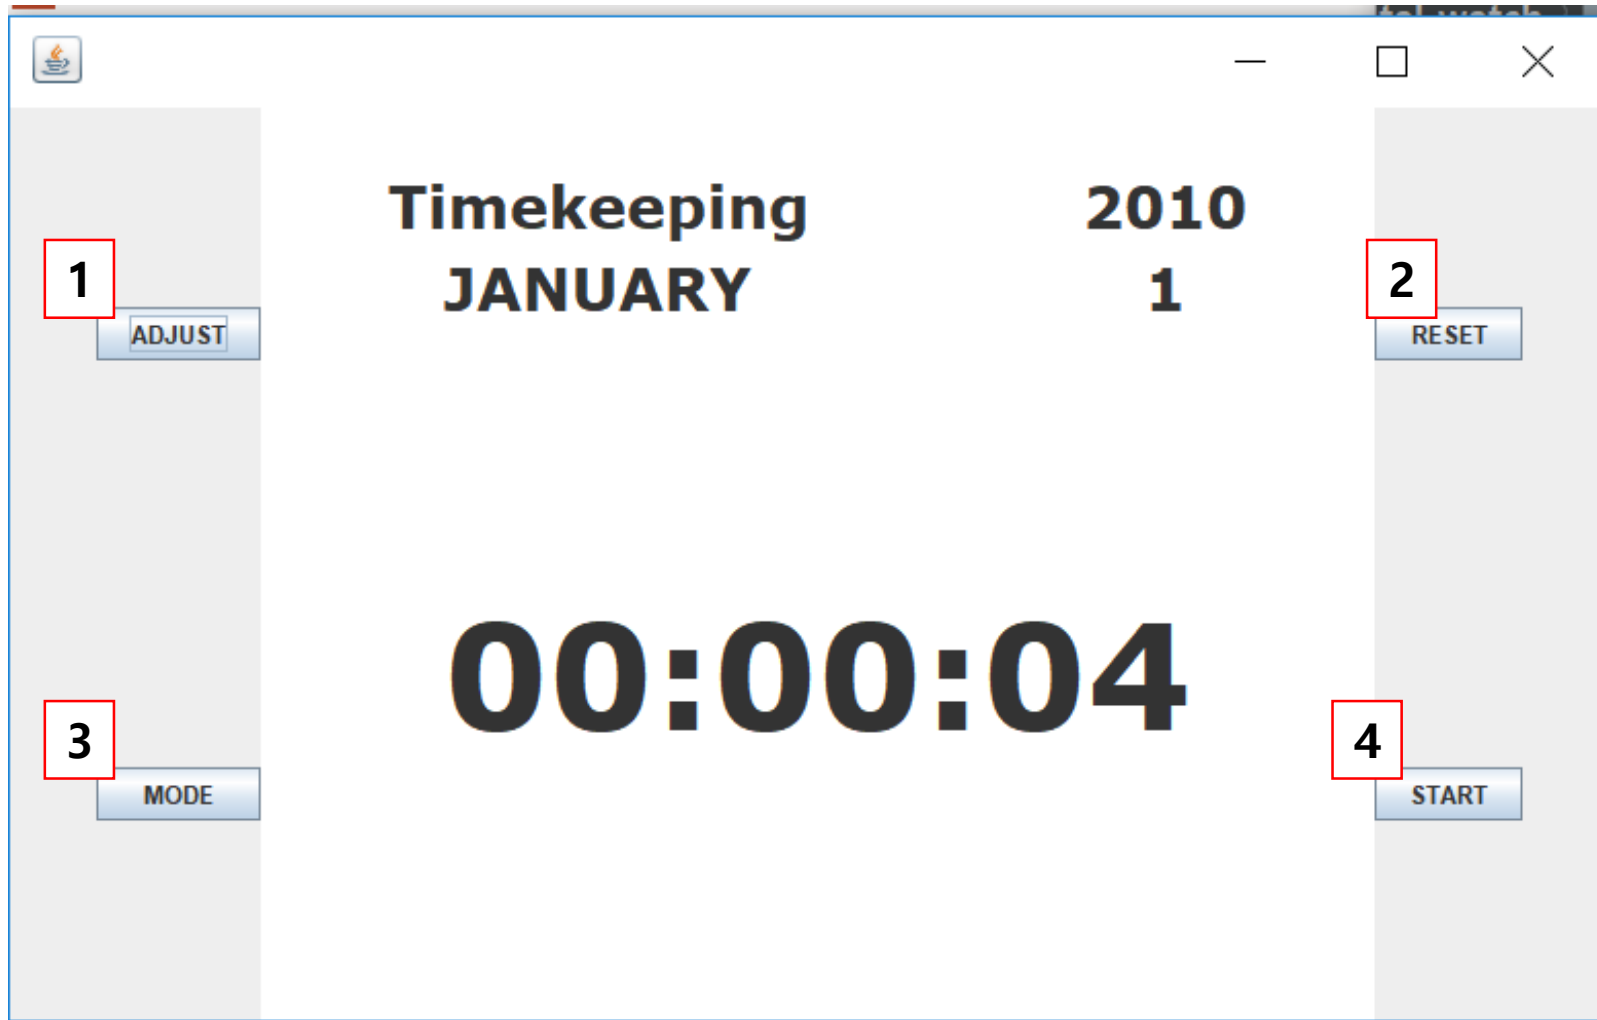 Timekeeping 2010
JANUARY 1
1
ADJUST
2
RESET
00:00:04
3
MODE
4
START